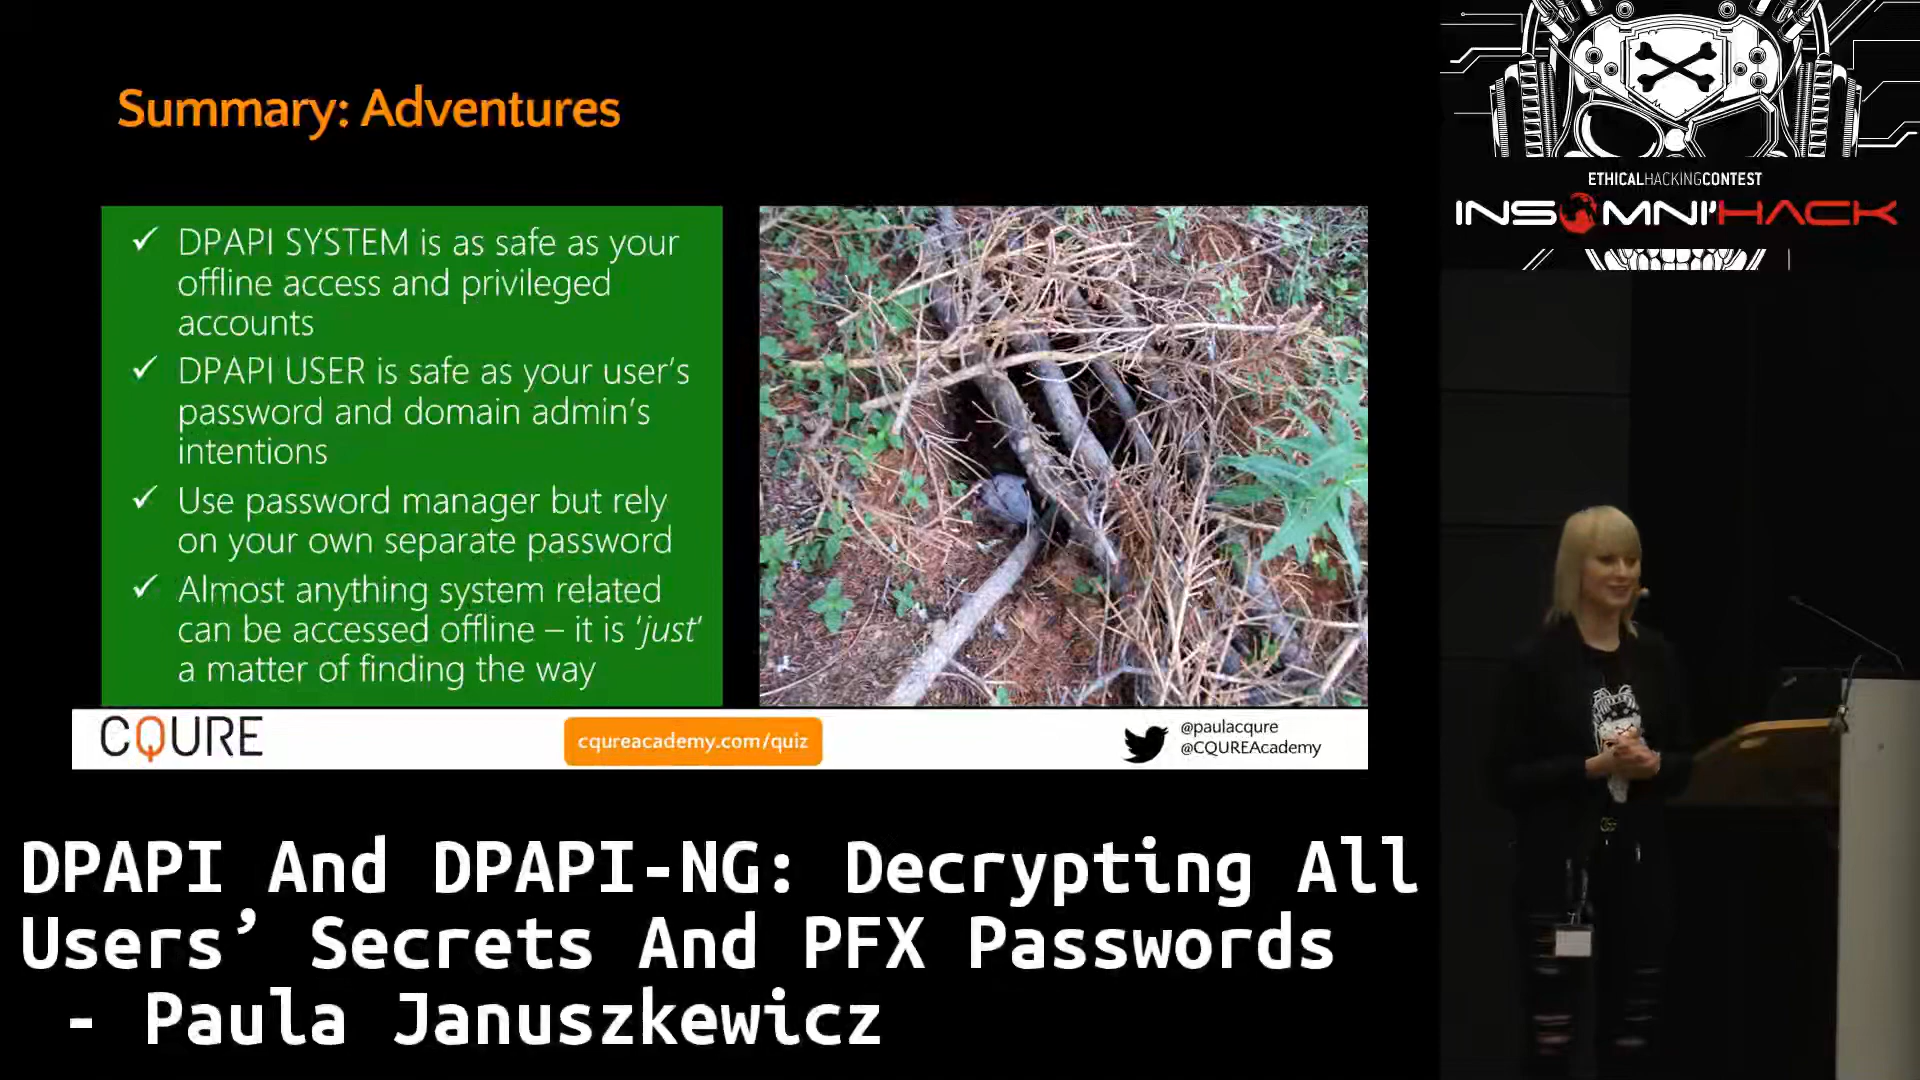 Summary: Adventures
✓ DPAPI SYSTEM is as safe as your
offline access and privileged
accounts
✓ DPAPI USER is safe as your user's
password and domain admin's
intentions
✓ Use password manager but rely
on your own separate password
✓ Almost anything system related
can be accessed offline – it is 'just'
a matter of finding the way
CQURE
cqureacademy.com/quiz
@paulacqure
@CQUREAcademy
ETHICALHACKINGCONTEST
INSOMNI'HACK
DPAPI And DPAPI-NG: Decrypting All
Users’ Secrets And PFX Passwords
- Paula Januszkewicz